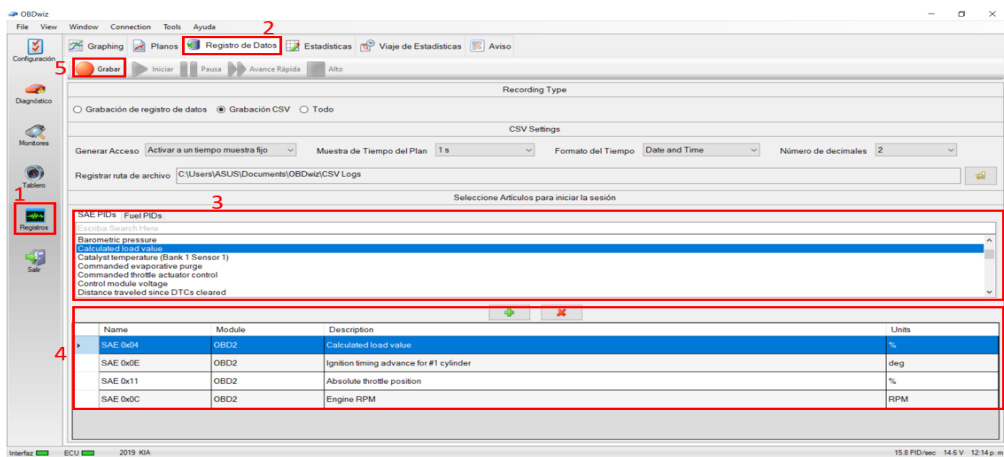 OBDwiz
File View Window Connection Tools Ayuda
2
Configuración
Graphing Planos Registro de Datos Estadísticas Viaje de Estadísticas Aviso
5 Grabar Iniciar Pausa Avance Rápida Alto
Diagnóstico
Recording Type
Grabación de registro de datos Grabación CSV Todo
CSV Settings
Monitores
Generar Acceso Activar a un tiempo muestra fijo Muestra de Tiempo del Plan 1 s Formato del Tiempo Date and Time Número de decimales 2
Registrar ruta de archivo C:\Users\ASUS\Documents\OBDwiz\CSV Logs
Tablero
1
Seleccione Artículos para iniciar la sesión
3
Registros
SAE PIDs Fuel PIDs
Escriba Search Here
Barometric pressure
Calculated load value
Catalyst temperature (Bank 1 Sensor 1)
Commanded evaporative purge
Commanded throttle actuator control
Control module voltage
Distance traveled since DTCs cleared
Salir
4
Name Module Description Units
SAE 0x04 OBD2 Calculated load value %
SAE 0x0E OBD2 Ignition timing advance for #1 cylinder deg
SAE 0x11 OBD2 Absolute throttle position %
SAE 0x0C OBD2 Engine RPM RPM
Interfaz ECU 2019 KIA 15.8 PID/sec 14.6 V 12:14 p. m